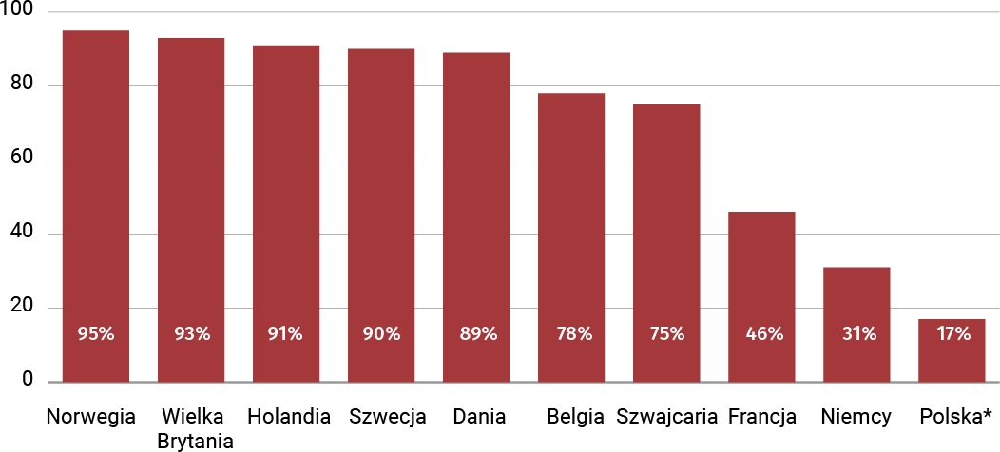 100
80
60
40
20
0
95% 93% 91% 90% 89% 78% 75% 46% 31% 17%
Norwegia Wielka Holandia Szwecja Dania Belgia Szwajcaria Francja Niemcy Polska*
Brytania